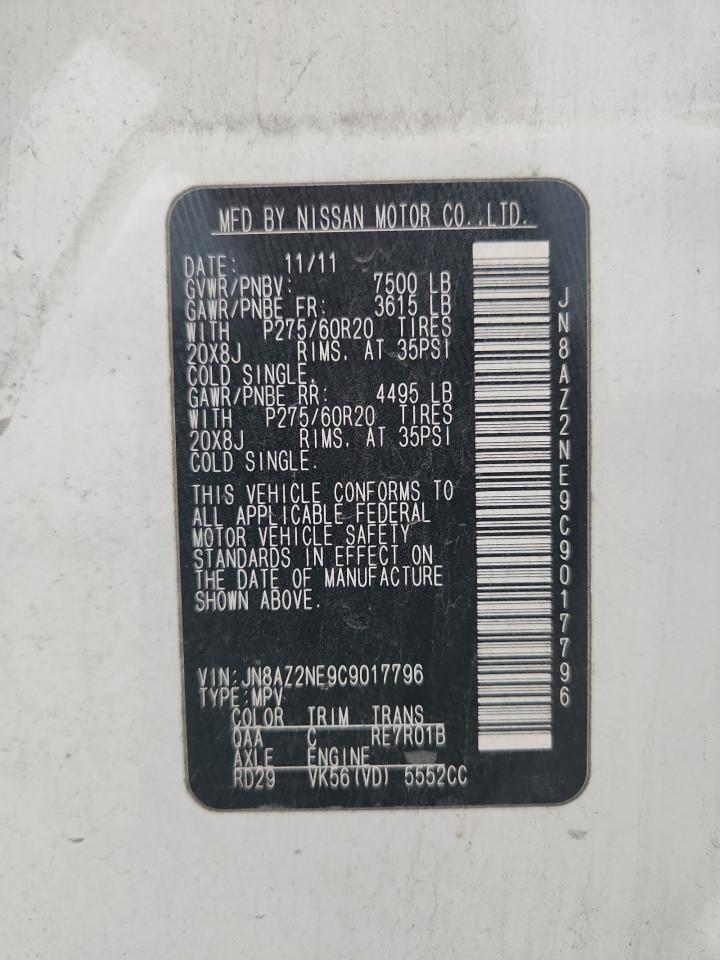 MFD BY NISSAN MOTOR CO.,LTD.
DATE: 11/11
GVWR/PNBV: 7500 LB
GAWR/PNBE FR: 3615 LB
WITH P275/60R20 TIRES
20X8J RIMS, AT 35PSI
COLD SINGLE,
GAWR/PNBE RR: 4495 LB
WITH P275/60R20 TIRES
20X8J RIMS, AT 35PSI
COLD SINGLE.
THIS VEHICLE CONFORMS TO
ALL APPLICABLE FEDERAL
MOTOR VEHICLE SAFETY
STANDARDS IN EFFECT ON
THE DATE OF MANUFACTURE
SHOWN ABOVE.
VIN:JN8AZ2NE9C9017796
TYPE:MPV
COLOR TRIM TRANS
QAA C RE7R01B
AXLE ENGINE
RD29 VK56(VD) 5552CC
JN8AZ2NE9C9017796